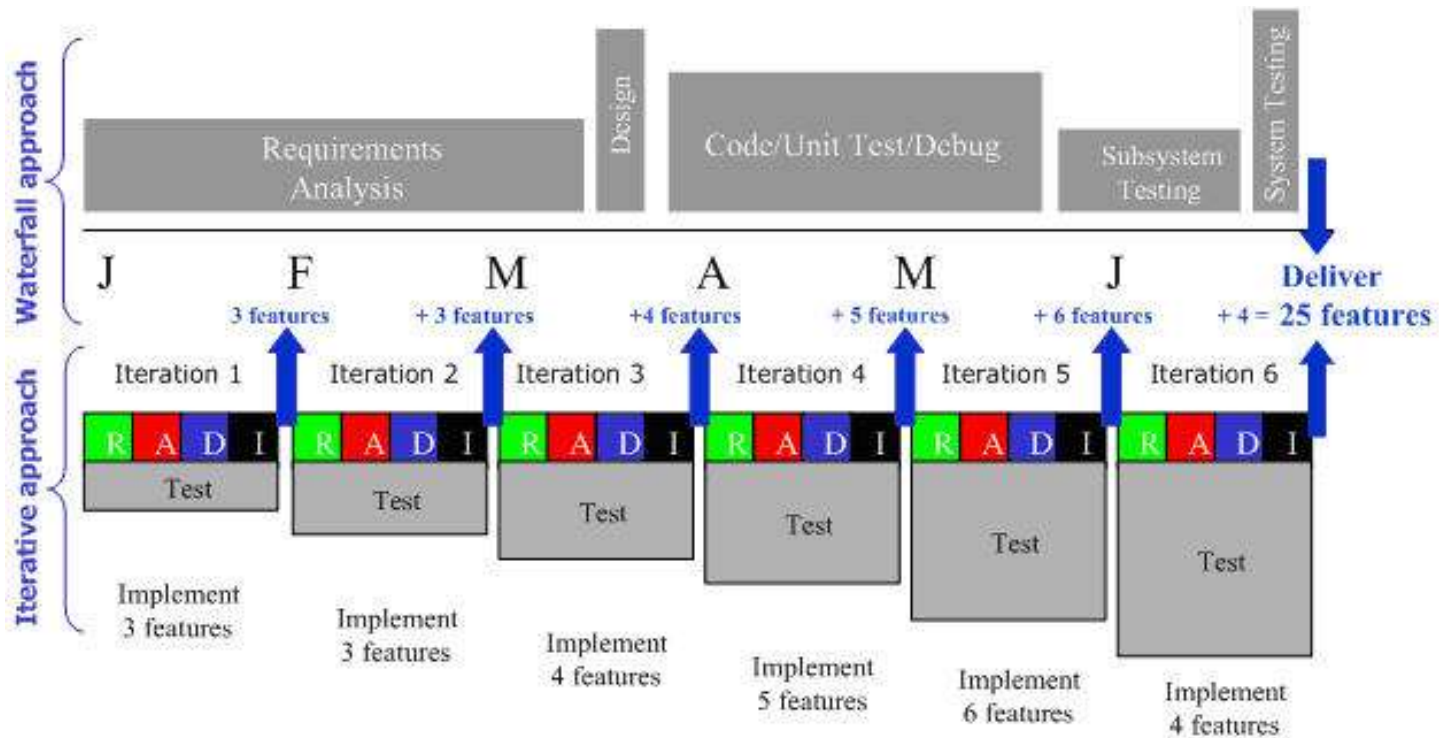 Waterfall approach
Requirements
Analysis
Design
Code/Unit Test/Debug
Subsystem
Testing
System Testing
J F M A M J
Deliver
3 features + 3 features +4 features + 5 features + 6 features + 4 = 25 features
Iterative approach
Iteration 1 Iteration 2 Iteration 3 Iteration 4 Iteration 5 Iteration 6
R A D I R A D I R A D I R A D I R A D I R A D I
Test
Test
Test
Test
Test
Test
Implement
3 features
Implement
3 features
Implement
4 features
Implement
5 features
Implement
6 features
Implement
4 features